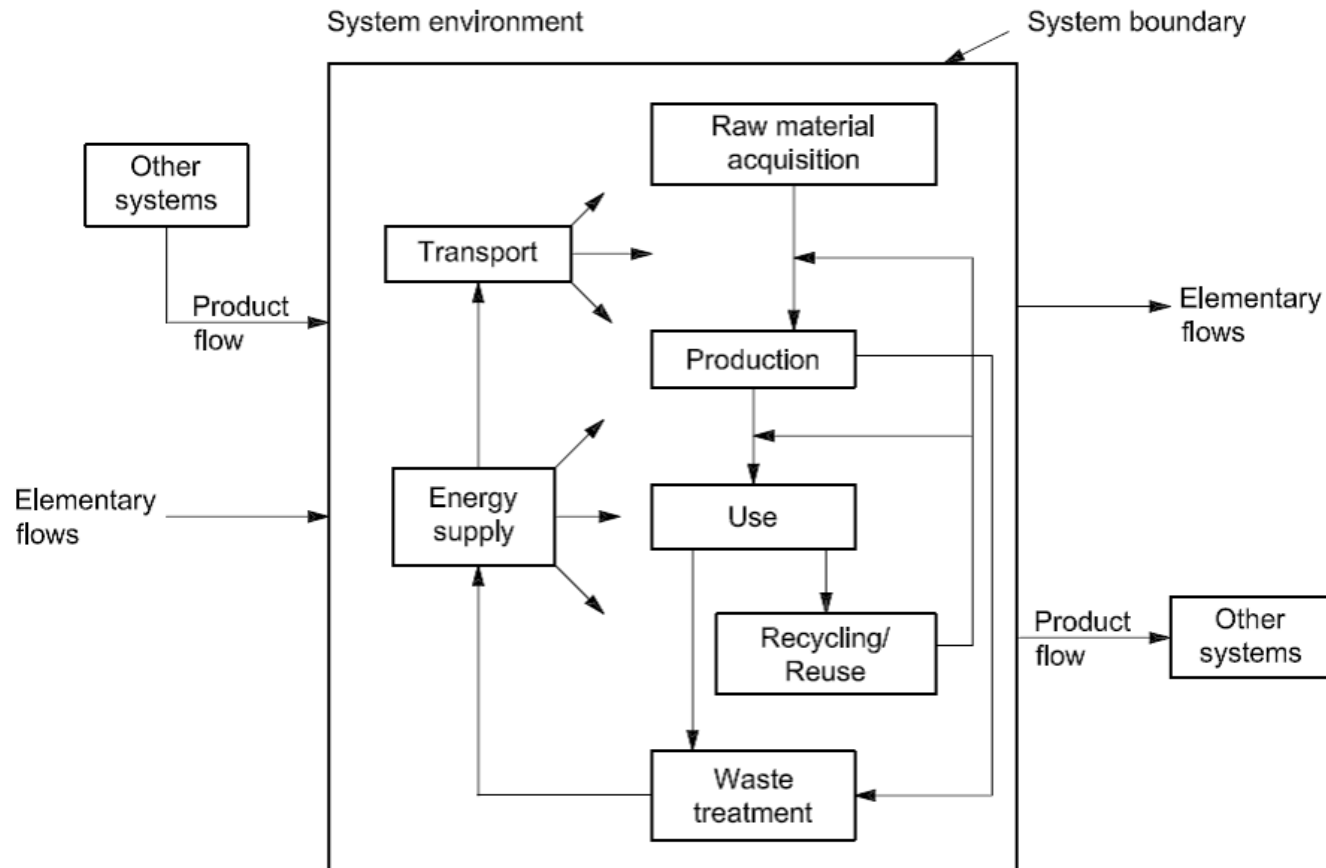 System environment
System boundary
Raw material
acquisition
Other
systems
Transport
Product
flow
Elementary
flows
Production
Energy
supply
Elementary
flows
Use
Recycling/
Reuse
Product
flow
Other
systems
Waste
treatment